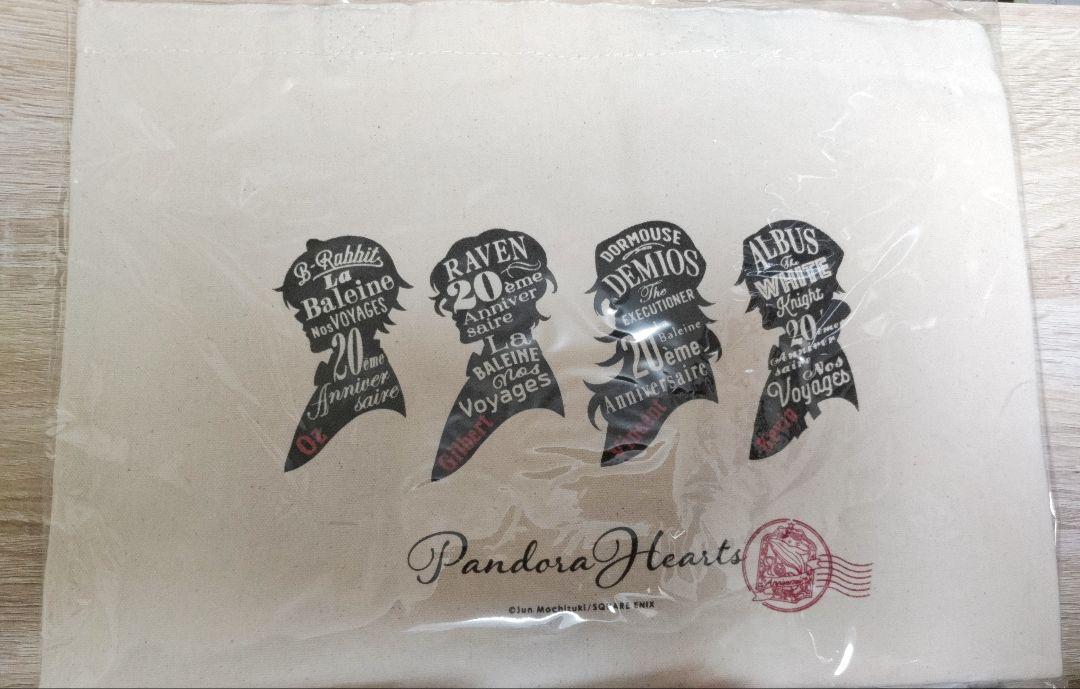 B-Rabbit
La
Baleine
Nos VOYAGES
20ème
Anniver
saire
Oz
RAVEN
20ème
Anniver
saire
La
BALEINE
Nos
Voyages
Gilbert
DORMOUSE
DEMIOS
The
EXECUTIONER
Baleine
20ème
Anniversaire
Vincent
ALBUS
The
WHITE
Knight
20ème
Anniver
saire
Nos
Voyages
PandoraHearts
©Jun Mochizuki/SQUARE ENIX